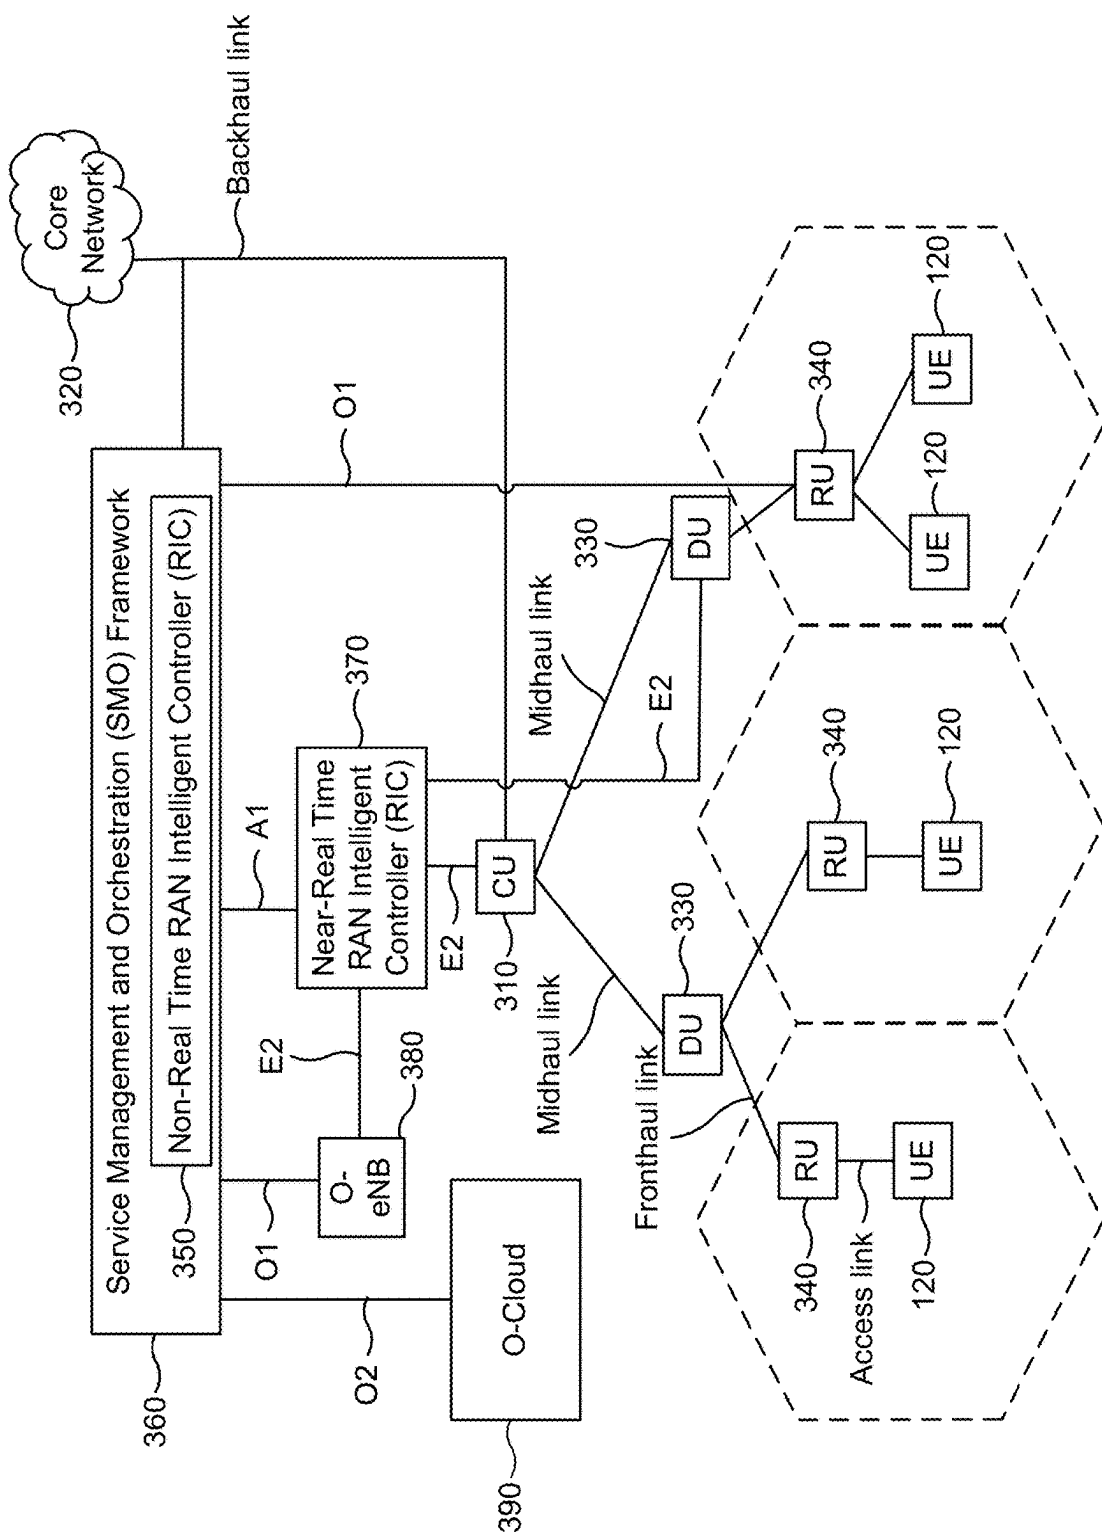 360
Service Management and Orchestration (SMO) Framework
350
Non-Real Time RAN Intelligent Controller (RIC)
320
Core
Network
Backhaul link
O2
O1
A1
O1
390
O-Cloud
O-
eNB
380
E2
Near-Real Time
RAN Intelligent
Controller (RIC)
370
E2
310
CU
E2
Midhaul link
Midhaul link
330
DU
330
DU
Fronthaul link
340
RU
RU
340
RU
340
Access link
120
UE
UE
120
UE
120
UE
120